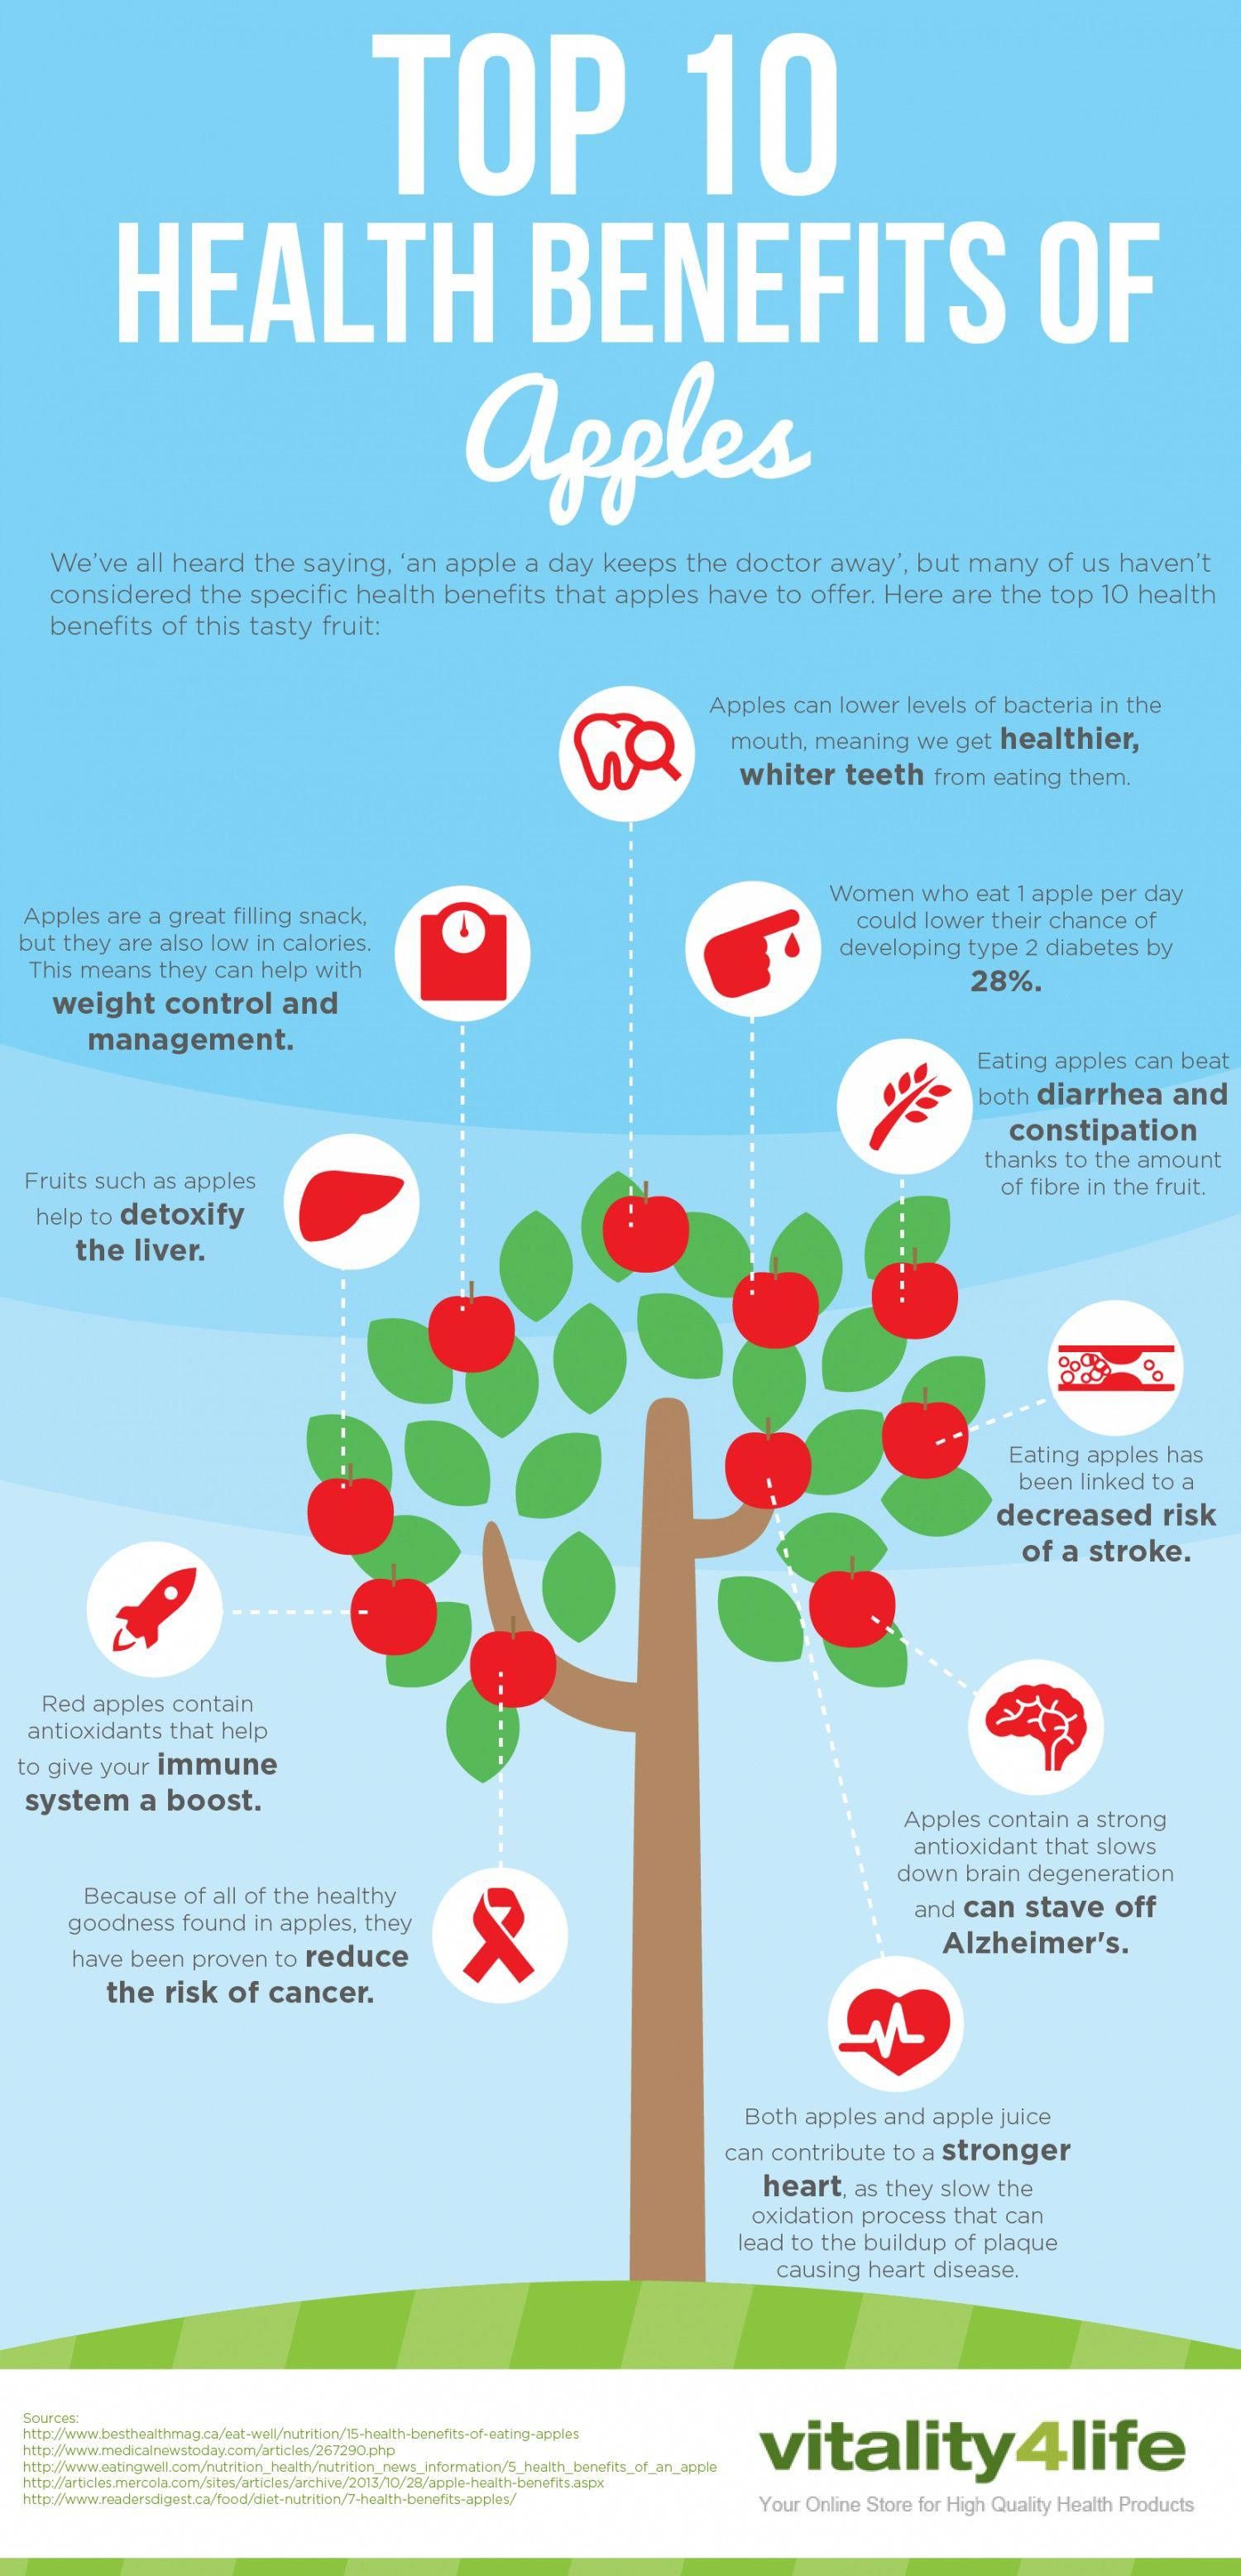 TOP 10
HEALTH BENEFITS OF
Apples
We've all heard the saying, 'an apple a day keeps the doctor away', but many of us haven't
considered the specific health benefits that apples have to offer. Here are the top 10 health
benefits of this tasty fruit:
Apples can lower levels of bacteria in the
mouth, meaning we get healthier,
whiter teeth from eating them.
Apples are a great filling snack,
but they are also low in calories.
This means they can help with
weight control and
management.
Women who eat 1 apple per day
could lower their chance of
developing type 2 diabetes by
28%.
Eating apples can beat
both diarrhea and
constipation
thanks to the amount
of fibre in the fruit.
Fruits such as apples
help to detoxify
the liver.
Eating apples has
been linked to a
decreased risk
of a stroke.
Red apples contain
antioxidants that help
to give your immune
system a boost.
Apples contain a strong
antioxidant that slows
down brain degeneration
and can stave off
Alzheimer's.
Because of all of the healthy
goodness found in apples, they
have been proven to reduce
the risk of cancer.
Both apples and apple juice
can contribute to a stronger
heart, as they slow the
oxidation process that can
lead to the buildup of plaque
causing heart disease.
Sources:
http://www.besthealthmag.ca/eat-well/nutrition/15-health-benefits-of-eating-apples
http://www.medicalnewstoday.com/articles/267290.php
http://www.eatingwell.com/nutrition_health/nutrition_news_information/5_health_benefits_of_an_apple
http://articles.mercola.com/sites/articles/archive/2013/10/28/apple-health-benefits.aspx
http://www.readersdigest.ca/food/diet-nutrition/7-health-benefits-apples/
vitality4life
Your Online Store for High Quality Health Products